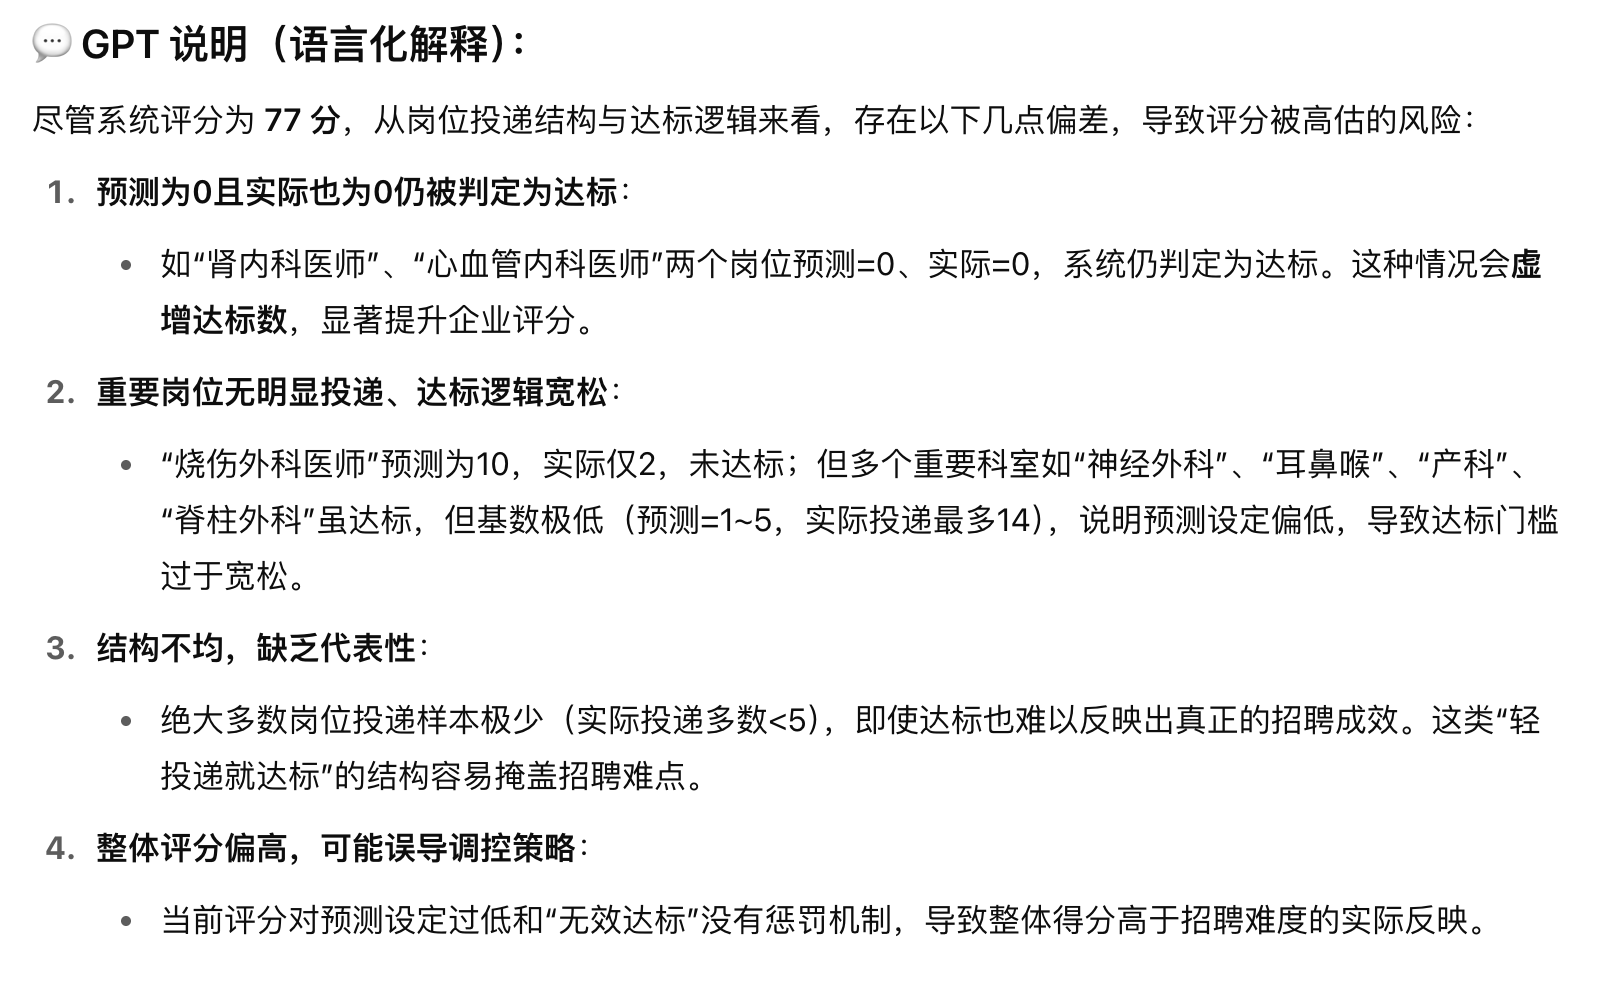 💬 GPT 说明（语言化解释）：
尽管系统评分为 77 分，从岗位投递结构与达标逻辑来看，存在以下几点偏差，导致评分被高估的风险：
1. 预测为0且实际也为0仍被判定为达标：
• 如“肾内科医师”、“心血管内科医师”两个岗位预测=0、实际=0，系统仍判定为达标。这种情况会虚
增达标数，显著提升企业评分。
2. 重要岗位无明显投递、达标逻辑宽松：
• “烧伤外科医师”预测为10，实际仅2，未达标；但多个重要科室如“神经外科”、“耳鼻喉”、“产科”、
“脊柱外科”虽达标，但基数极低（预测=1~5，实际投递最多14），说明预测设定偏低，导致达标门槛
过于宽松。
3. 结构不均，缺乏代表性：
• 绝大多数岗位投递样本极少（实际投递多数<5），即使达标也难以反映出真正的招聘成效。这类“轻
投递就达标”的结构容易掩盖招聘难点。
4. 整体评分偏高，可能误导调控策略：
• 当前评分对预测设定过低和“无效达标”没有惩罚机制，导致整体得分高于招聘难度的实际反映。